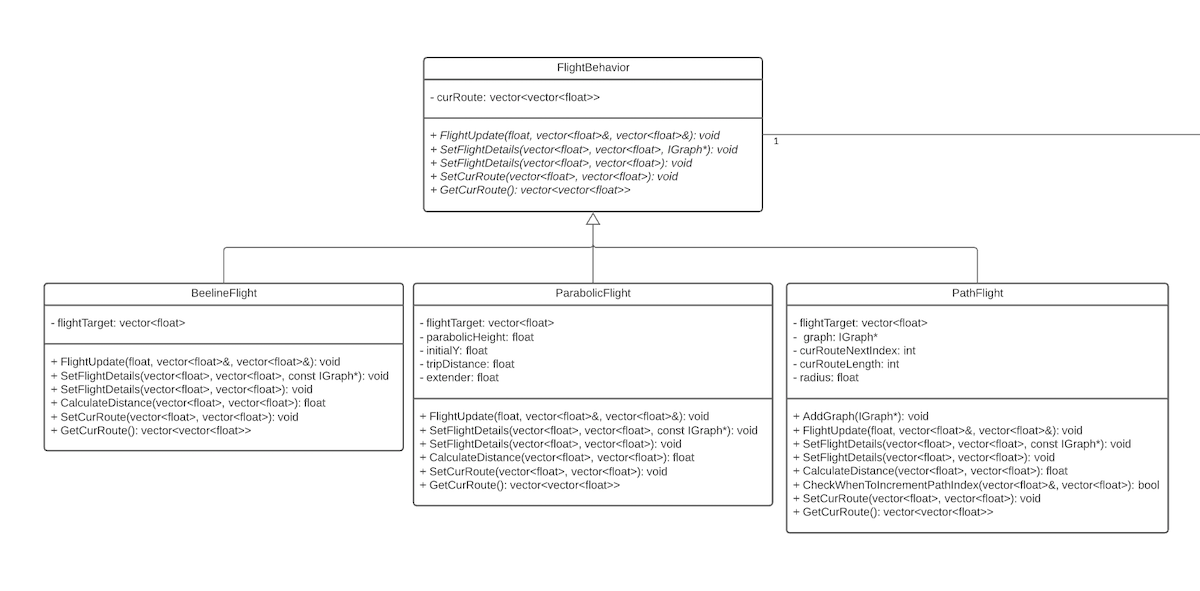 FlightBehavior
- curRoute: vector<vector<float>>
+ FlightUpdate(float, vector<float>&, vector<float>&): void
+ SetFlightDetails(vector<float>, vector<float>, IGraph*): void
+ SetFlightDetails(vector<float>, vector<float>): void
+ SetCurRoute(vector<float>, vector<float>): void
+ GetCurRoute(): vector<vector<float>>
1
BeelineFlight
- flightTarget: vector<float>
+ FlightUpdate(float, vector<float>&, vector<float>&): void
+ SetFlightDetails(vector<float>, vector<float>, const IGraph*): void
+ SetFlightDetails(vector<float>, vector<float>): void
+ CalculateDistance(vector<float>, vector<float>): float
+ SetCurRoute(vector<float>, vector<float>): void
+ GetCurRoute(): vector<vector<float>>
ParabolicFlight
- flightTarget: vector<float>
- parabolicHeight: float
- initialY: float
- tripDistance: float
- extender: float
+ FlightUpdate(float, vector<float>&, vector<float>&): void
+ SetFlightDetails(vector<float>, vector<float>, const IGraph*): void
+ SetFlightDetails(vector<float>, vector<float>): void
+ CalculateDistance(vector<float>, vector<float>): float
+ SetCurRoute(vector<float>, vector<float>): void
+ GetCurRoute(): vector<vector<float>>
PathFlight
- flightTarget: vector<float>
- graph: IGraph*
- curRouteNextIndex: int
- curRouteLength: int
- radius: float
+ AddGraph(IGraph*): void
+ FlightUpdate(float, vector<float>&, vector<float>&): void
+ SetFlightDetails(vector<float>, vector<float>, const IGraph*): void
+ SetFlightDetails(vector<float>, vector<float>): void
+ CalculateDistance(vector<float>, vector<float>): float
+ CheckWhenToIncrementPathIndex(vector<float>&, vector<float>): bool
+ SetCurRoute(vector<float>, vector<float>): void
+ GetCurRoute(): vector<vector<float>>